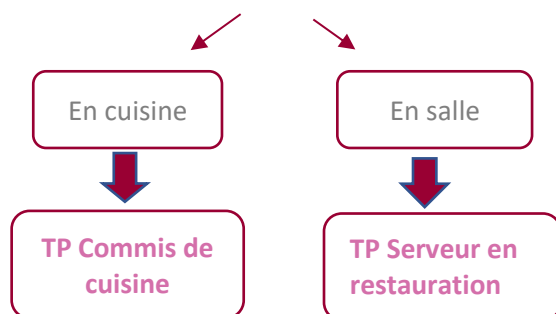 En cuisine
En salle
TP Commis de
cuisine
TP Serveur en
restauration